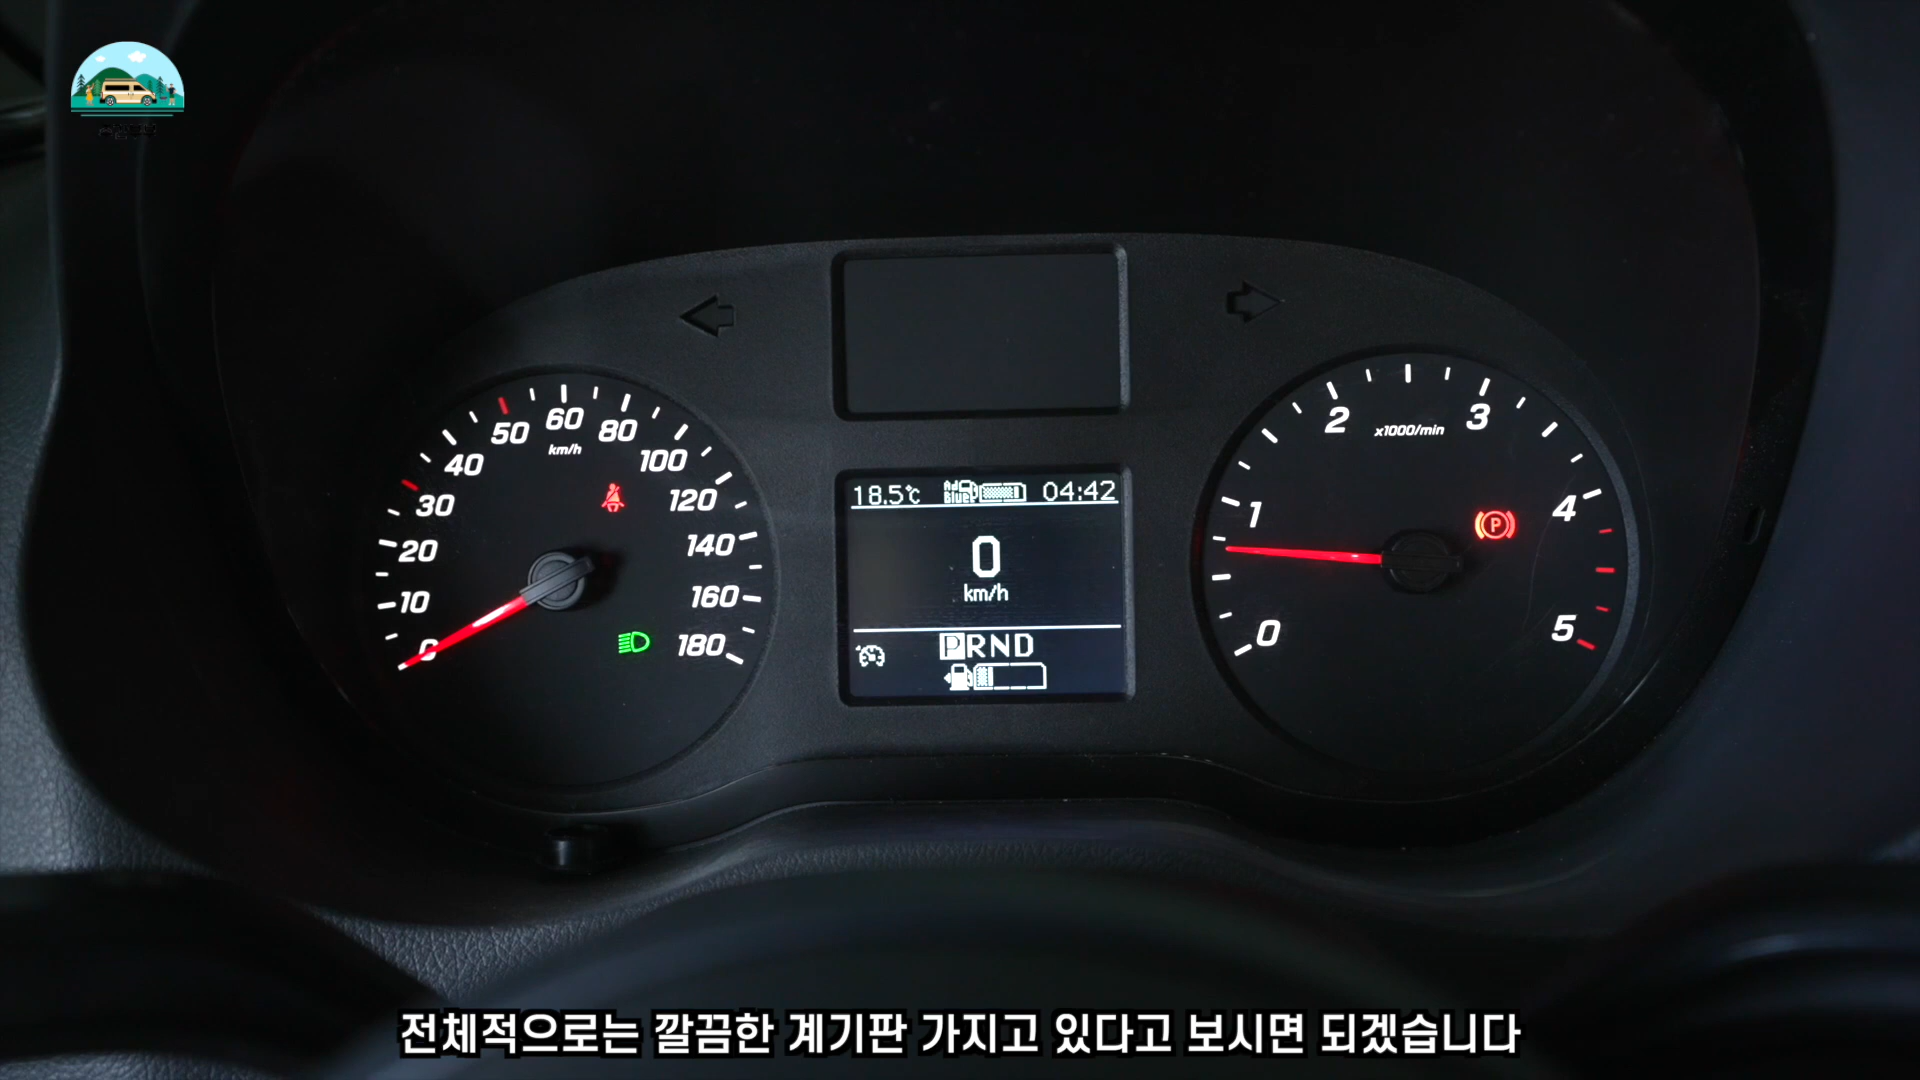 50 60 80
km/h
40 100
30 120
20 140
10 160
0 180
18.5℃ AdBlue 04:42
0
km/h
PRND
2 x1000/min 3
1 4
P
0 5
전체적으로는 깔끔한 계기판 가지고 있다고 보시면 되겠습니다